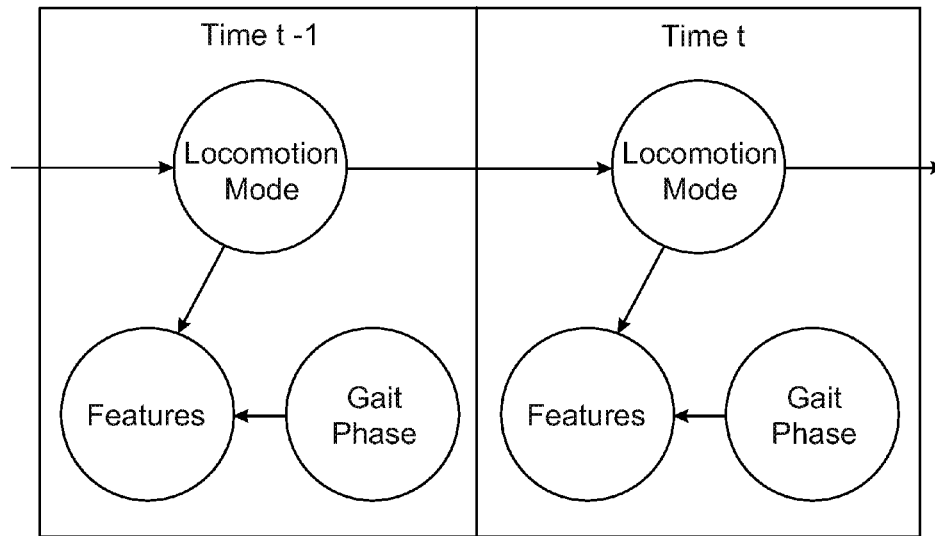 Time t -1
Locomotion
Mode
Features
Gait
Phase
Time t
Locomotion
Mode
Features
Gait
Phase